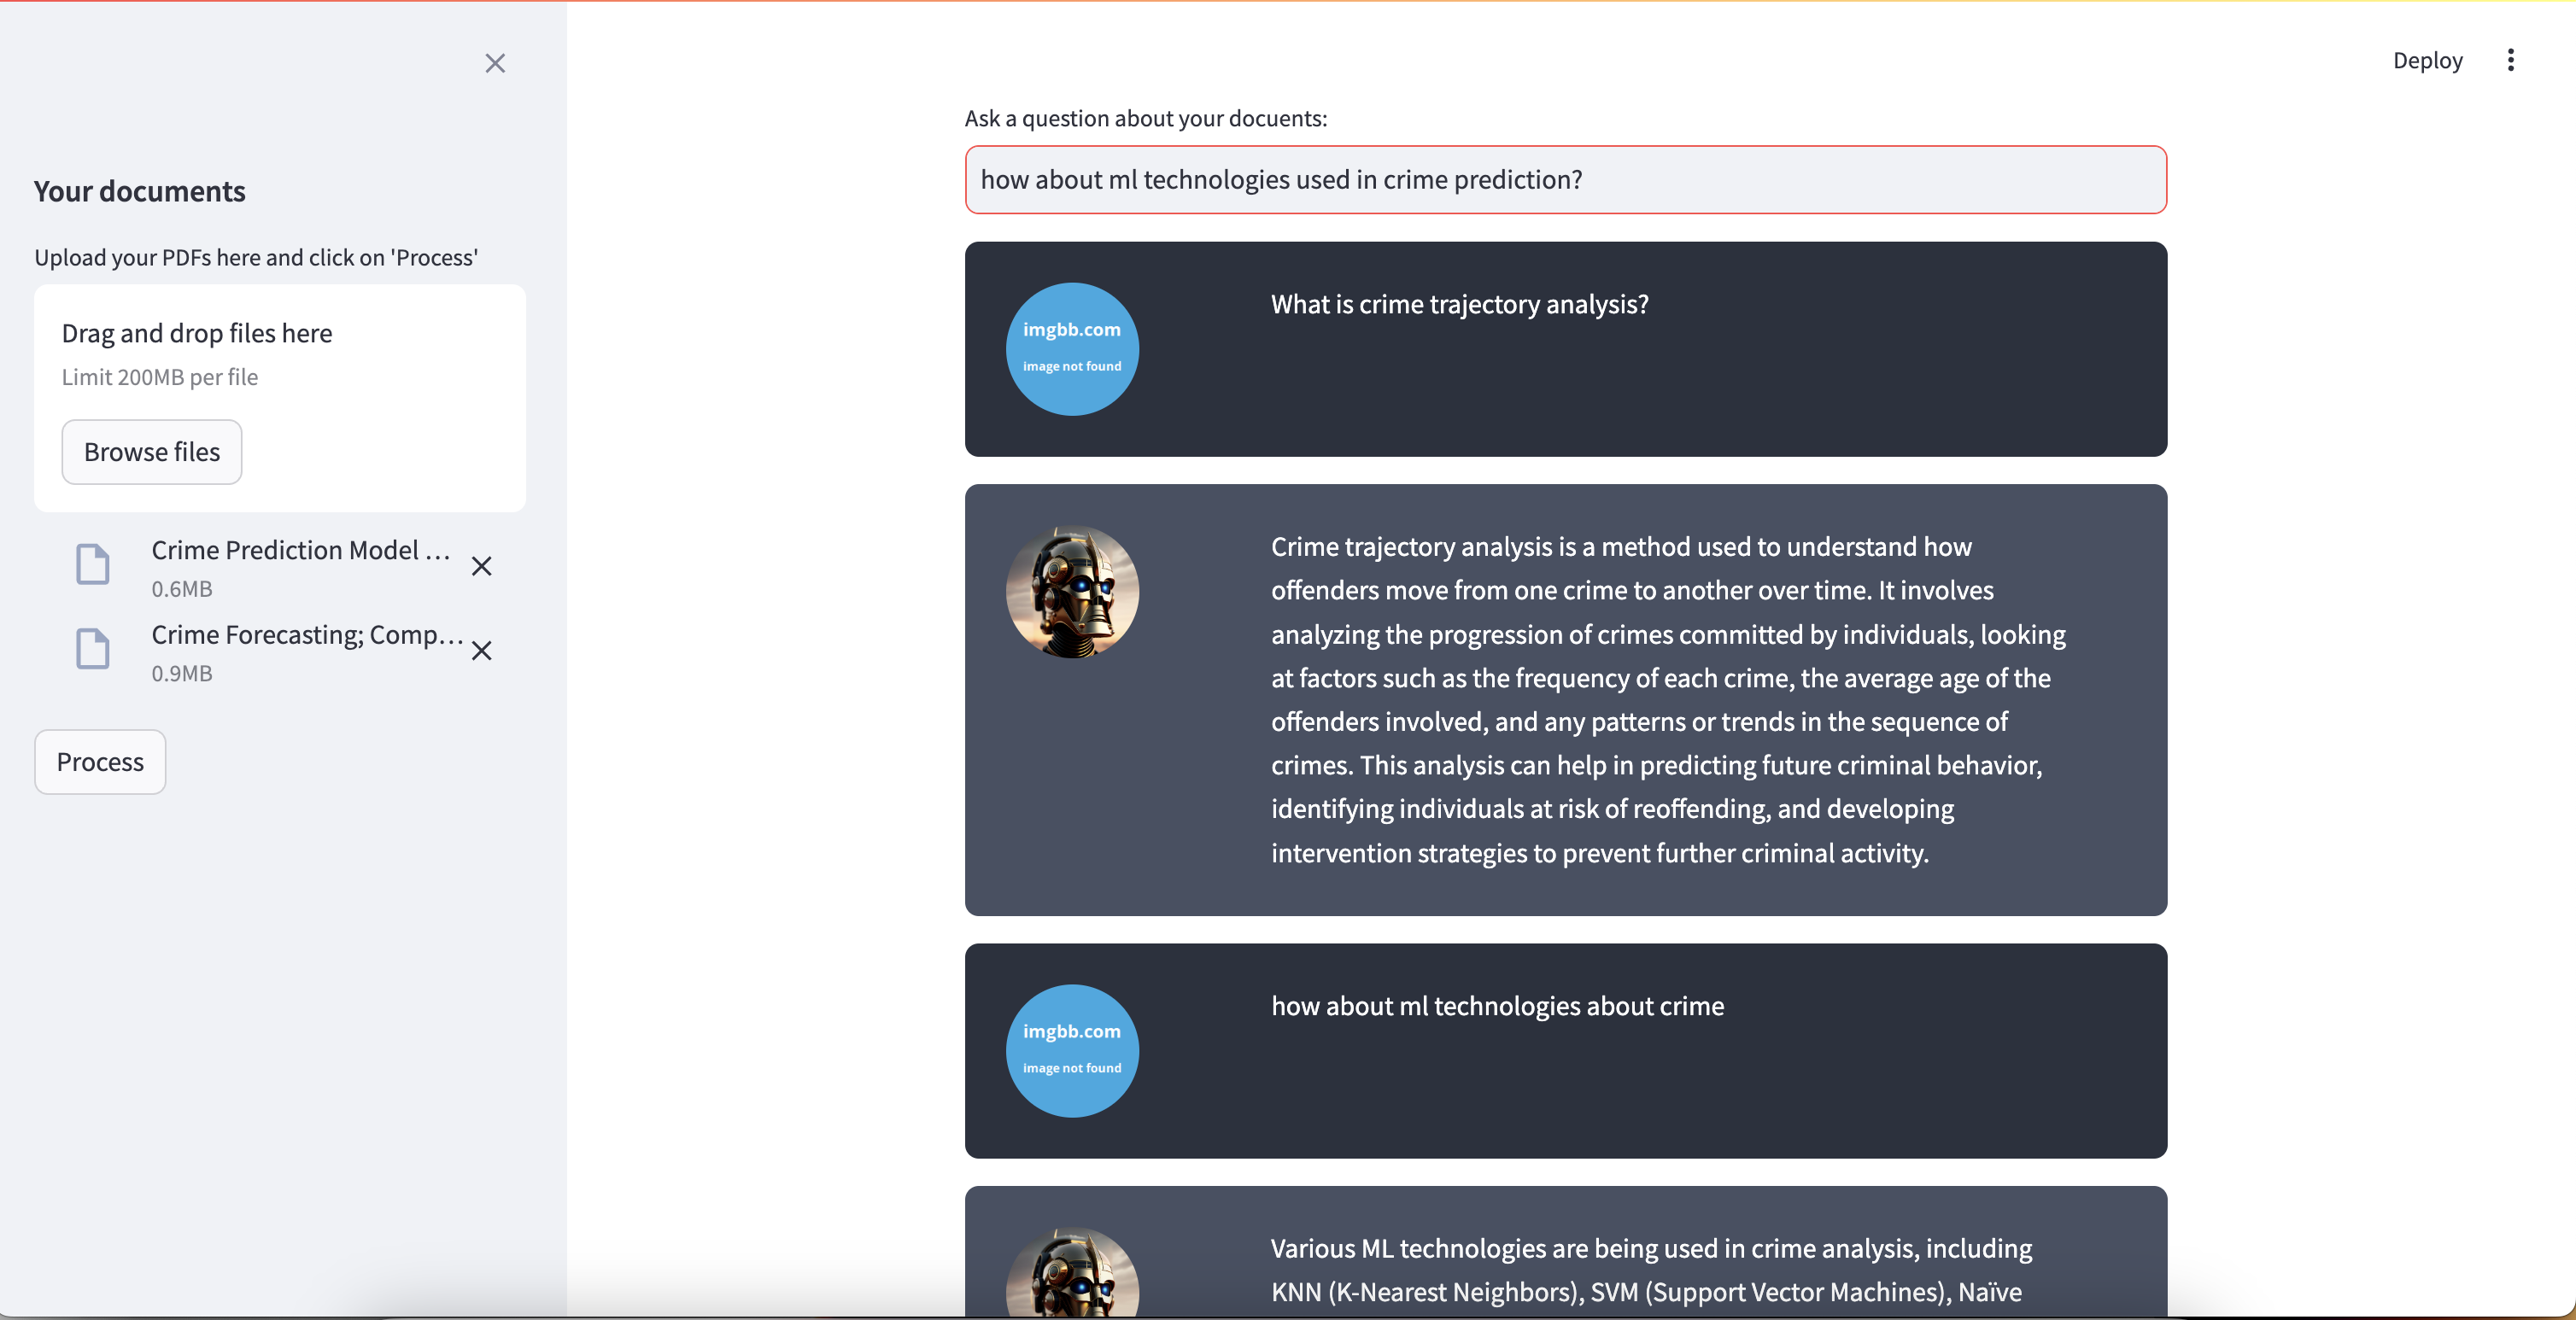 Deploy
Your documents
Upload your PDFs here and click on 'Process'
Drag and drop files here
Limit 200MB per file
Browse files
Crime Prediction Model ...
0.6MB
Crime Forecasting; Comp...
0.9MB
Process
Ask a question about your docuents:
how about ml technologies used in crime prediction?
imgbb.com
image not found
What is crime trajectory analysis?
Crime trajectory analysis is a method used to understand how
offenders move from one crime to another over time. It involves
analyzing the progression of crimes committed by individuals, looking
at factors such as the frequency of each crime, the average age of the
offenders involved, and any patterns or trends in the sequence of
crimes. This analysis can help in predicting future criminal behavior,
identifying individuals at risk of reoffending, and developing
intervention strategies to prevent further criminal activity.
imgbb.com
image not found
how about ml technologies about crime
Various ML technologies are being used in crime analysis, including
KNN (K-Nearest Neighbors), SVM (Support Vector Machines), Naïve